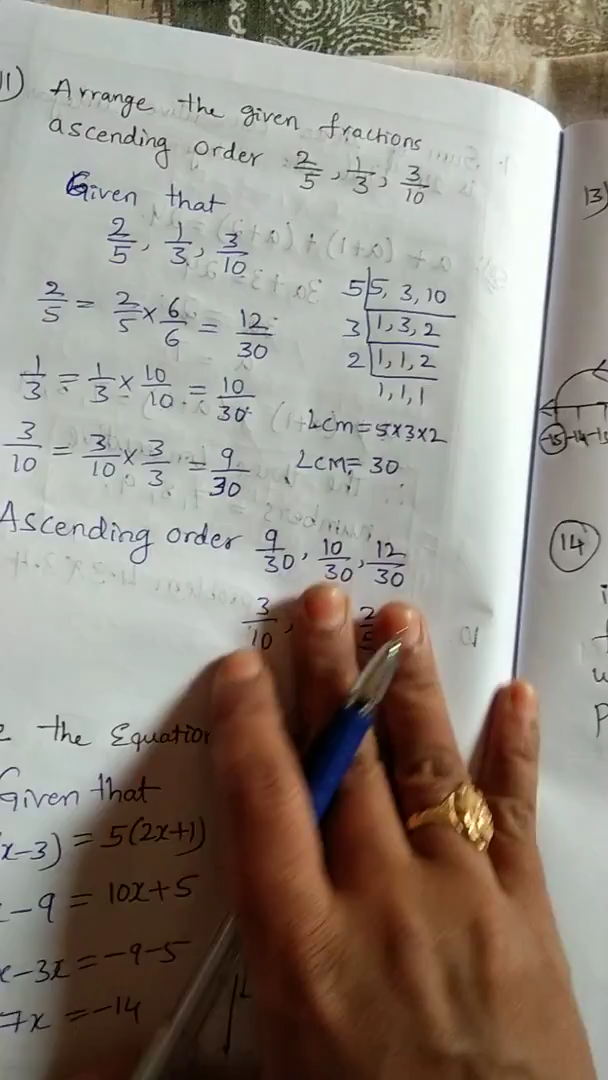 11) Arrange the given fractions
ascending order 2/5, 1/3, 3/10
Given that
2/5, 1/3, 3/10
2/5 = 2/5 × 6/6 = 12/30
5 | 5, 3, 10
3 | 1, 3, 2
2 | 1, 1, 2
1, 1, 1
1/3 = 1/3 × 10/10 = 10/30
LCM = 5×3×2
3/10 = 3/10 × 3/3 = 9/30
LCM = 30
Ascending order 9/30, 10/30, 12/30
3/10, 2/5
the Equation
Given that
x-3) = 5(2x+1)
-9 = 10x+5
-3x = -9-5
7x = -14
13)
-15 -14
14